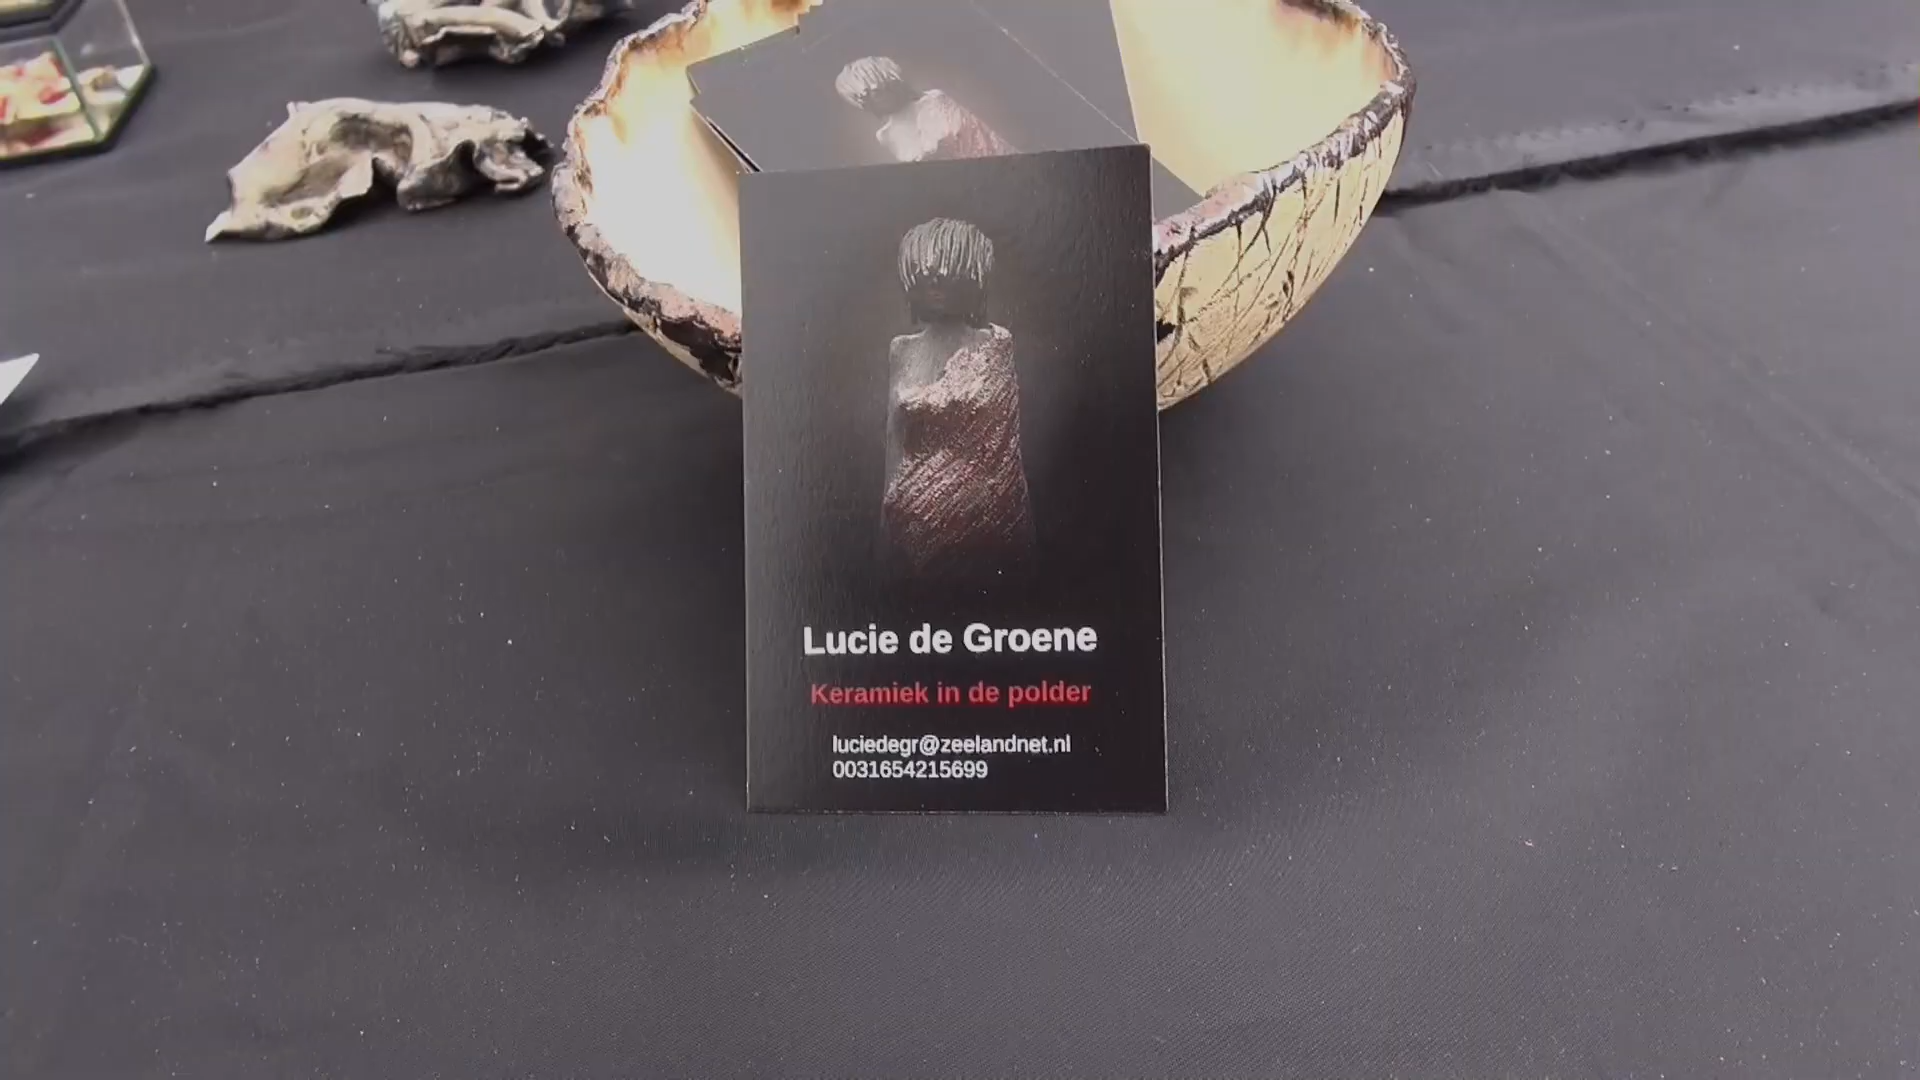 Lucie de Groene
Keramiek in de polder
luciedegr@zeelandnet.nl
0031654215699